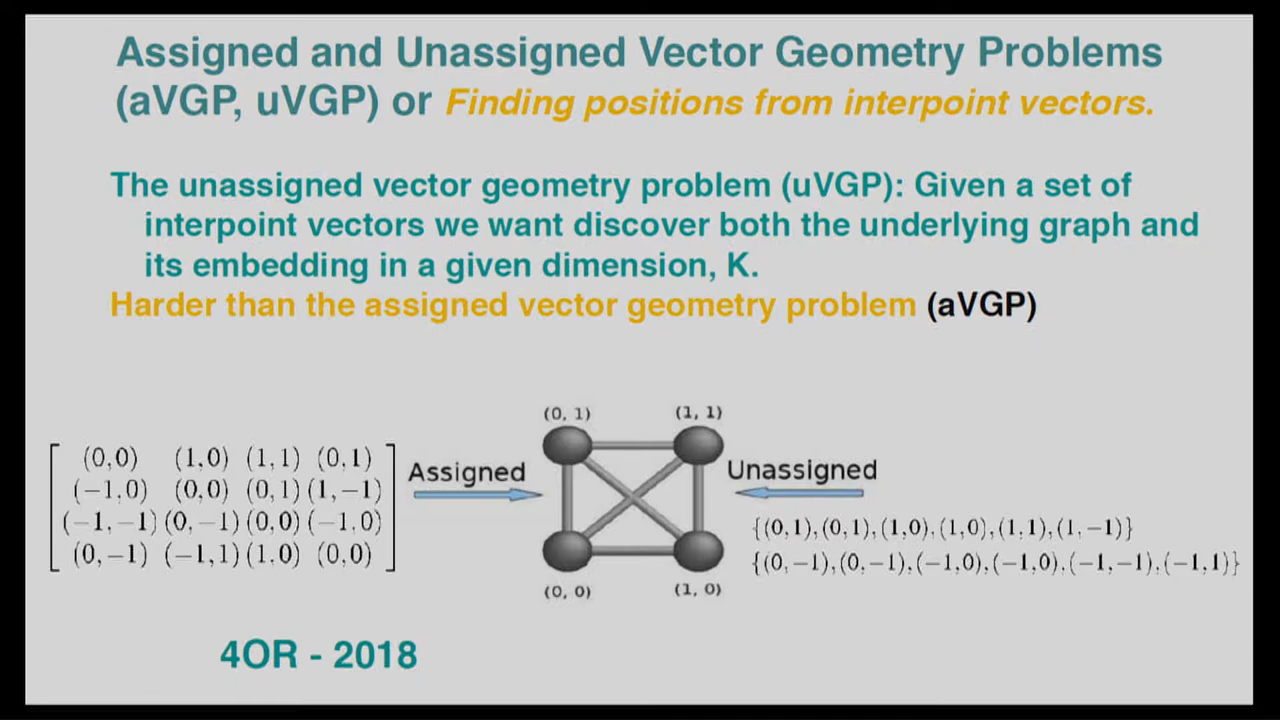 Assigned and Unassigned Vector Geometry Problems
(aVGP, uVGP) or Finding positions from interpoint vectors.
The unassigned vector geometry problem (uVGP): Given a set of
interpoint vectors we want discover both the underlying graph and
its embedding in a given dimension, K.
Harder than the assigned vector geometry problem (aVGP)
(0,0) (1,0) (1,1) (0,1)
(−1,0) (0,0) (0,1) (1,−1)
(−1,−1) (0,−1) (0,0) (−1,0)
(0,−1) (−1,1) (1,0) (0,0)
Assigned
(0, 1) (1, 1)
(0, 0) (1, 0)
Unassigned
{(0,1),(0,1),(1,0),(1,0),(1,1),(1,−1)}
{(0,−1),(0,−1),(−1,0),(−1,0),(−1,−1),(−1,1)}
4OR - 2018